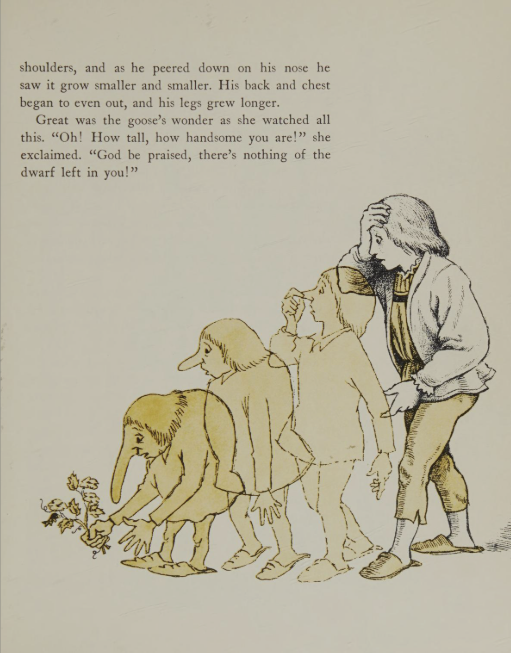 shoulders, and as he peered down on his nose he
saw it grow smaller and smaller. His back and chest
began to even out, and his legs grew longer.
Great was the goose's wonder as she watched all
this. “Oh! How tall, how handsome you are!” she
exclaimed. “God be praised, there's nothing of the
dwarf left in you!”